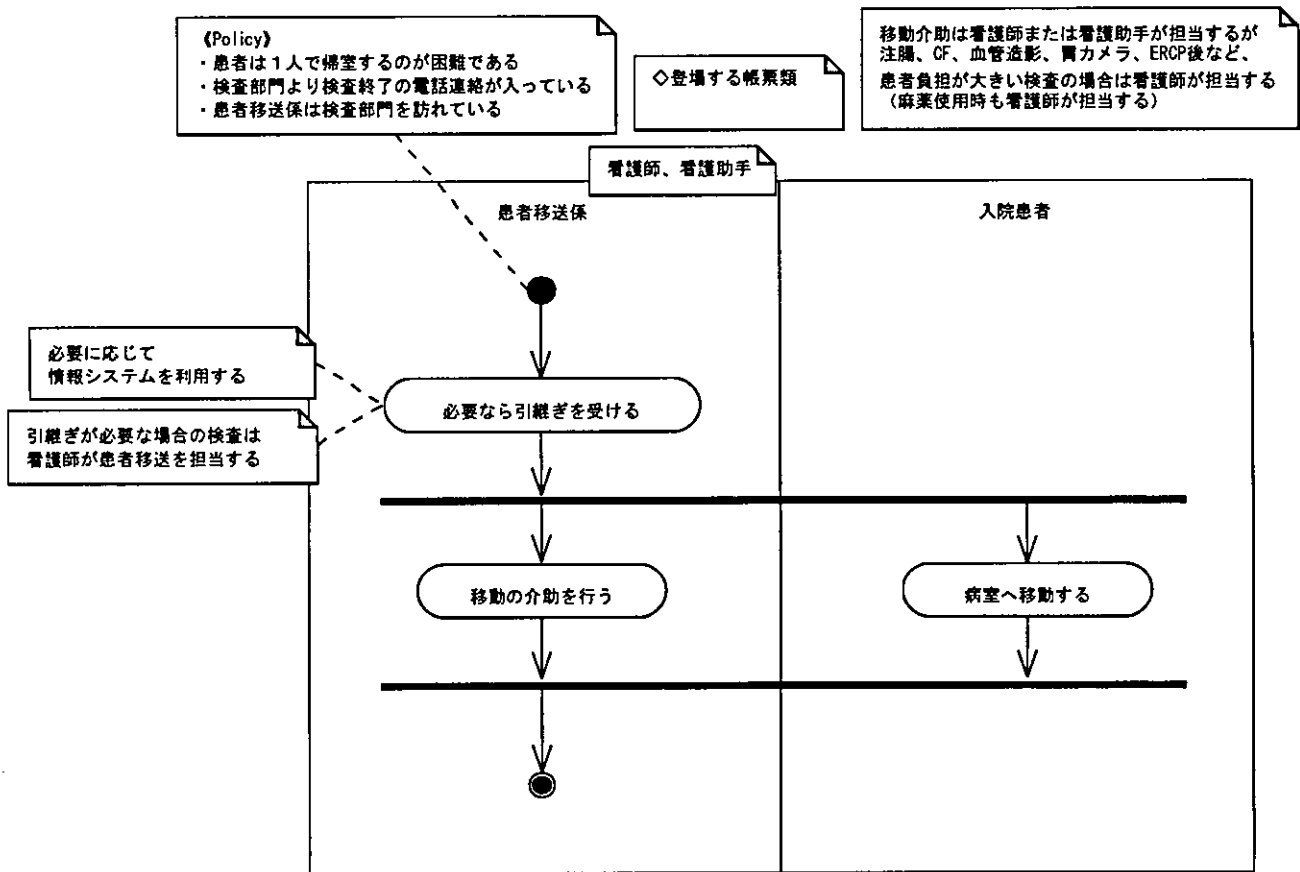 《Policy》
・患者は１人で帰室するのが困難である
・検査部門より検査終了の電話連絡が入っている
・患者移送係は検査部門を訪れている
◇登場する帳票類
移動介助は看護師または看護助手が担当するが
注腸、CF、血管造影、胃カメラ、ERCP後など、
患者負担が大きい検査の場合は看護師が担当する
（麻薬使用時も看護師が担当する）
看護師、看護助手
患者移送係
入院患者
必要に応じて
情報システムを利用する
必要なら引継ぎを受ける
引継ぎが必要な場合の検査は
看護師が患者移送を担当する
移動の介助を行う
病室へ移動する